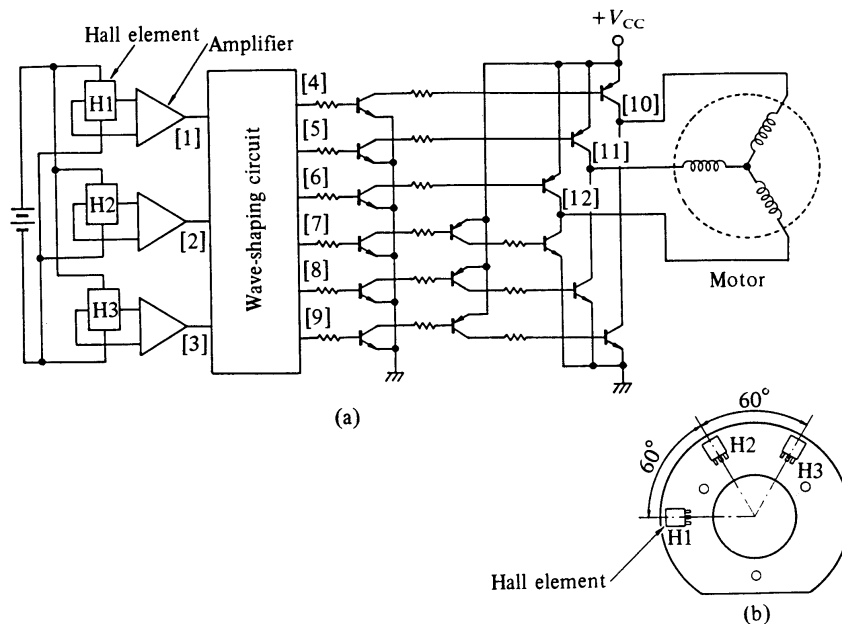 Hall element
Amplifier
+V_CC
H1
[1]
H2
[2]
H3
[3]
Wave-shaping circuit
[4]
[5]
[6]
[7]
[8]
[9]
[10]
[11]
[12]
Motor
(a)
60°
60°
H2
H3
H1
Hall element
(b)